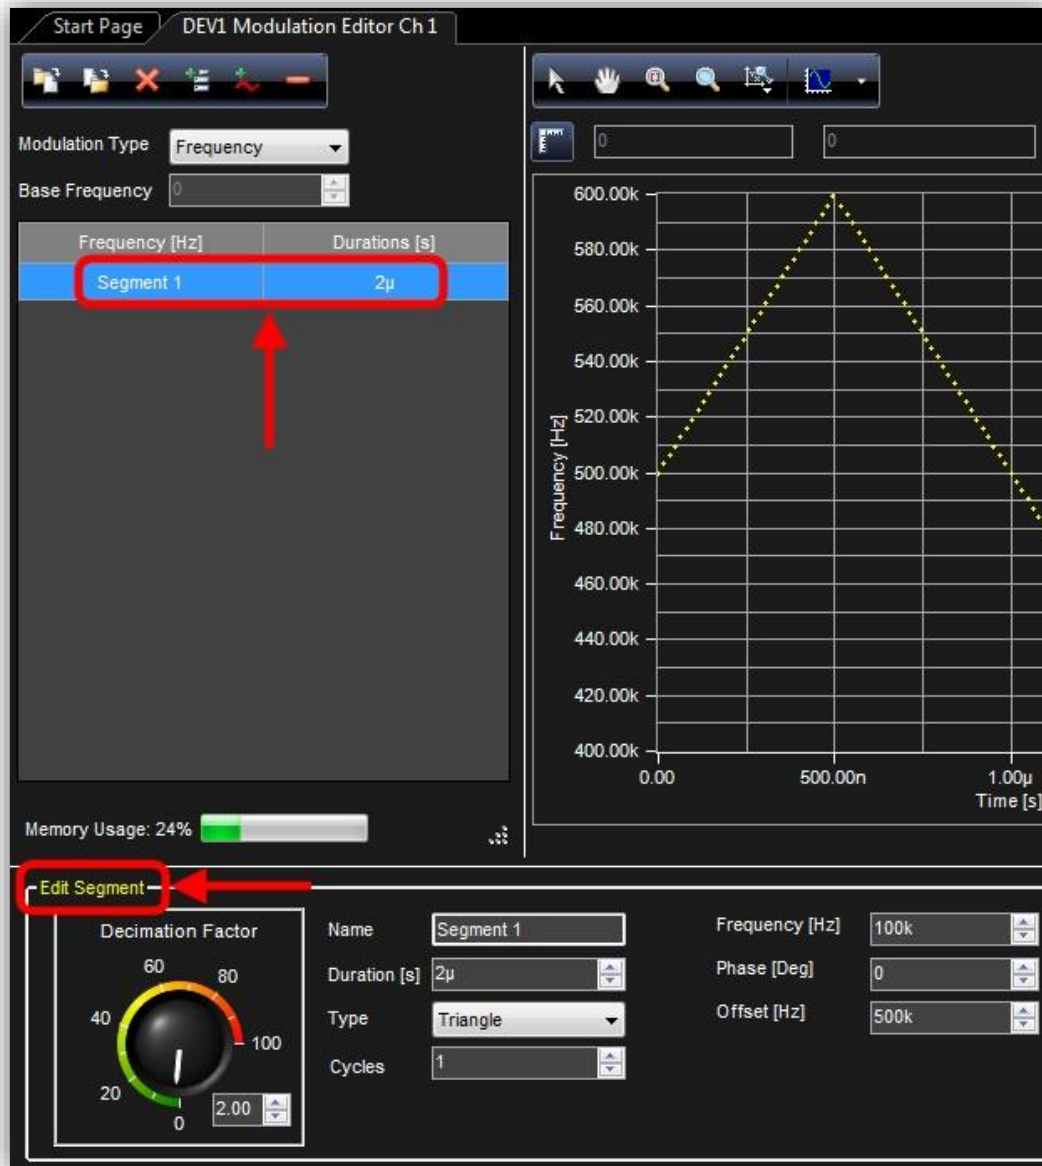 Start Page
DEV1 Modulation Editor Ch 1
Modulation Type
Frequency
Base Frequency
0
0
0
Frequency [Hz]
Durations [s]
Segment 1
2µ
600.00k
580.00k
560.00k
540.00k
520.00k
500.00k
480.00k
460.00k
440.00k
420.00k
400.00k
Frequency [Hz]
0.00
500.00n
1.00µ
Time [s]
Memory Usage: 24%
Edit Segment
Decimation Factor
0
20
40
60
80
100
2.00
Name
Segment 1
Duration [s]
2µ
Type
Triangle
Cycles
1
Frequency [Hz]
100k
Phase [Deg]
0
Offset [Hz]
500k